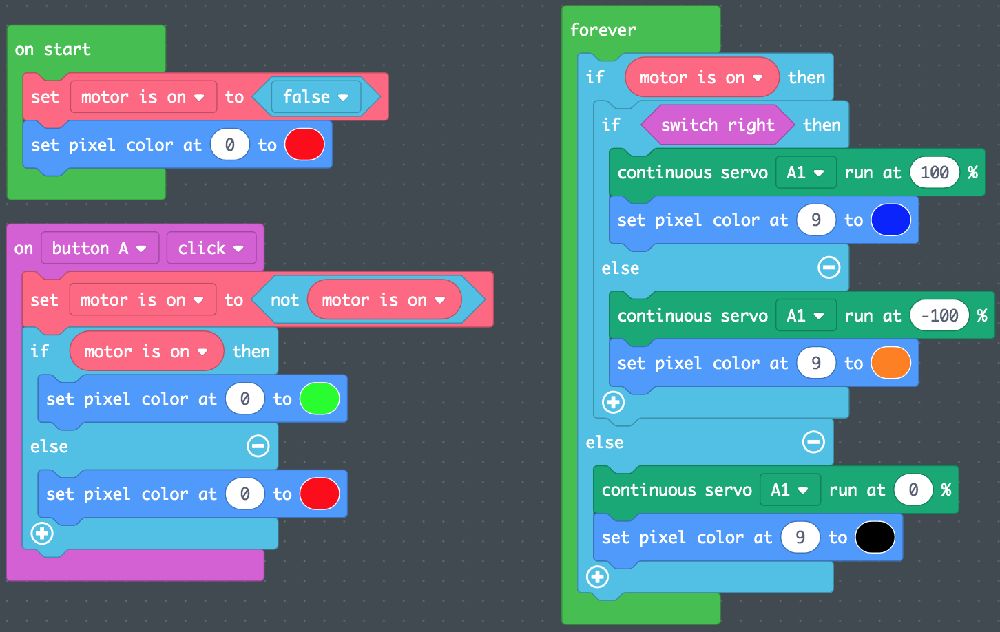 on start
set motor is on to false
set pixel color at 0 to
on button A click
set motor is on to not motor is on
if motor is on then
set pixel color at 0 to
else
set pixel color at 0 to
forever
if motor is on then
if switch right then
continuous servo A1 run at 100 %
set pixel color at 9 to
else
continuous servo A1 run at -100 %
set pixel color at 9 to
else
continuous servo A1 run at 0 %
set pixel color at 9 to